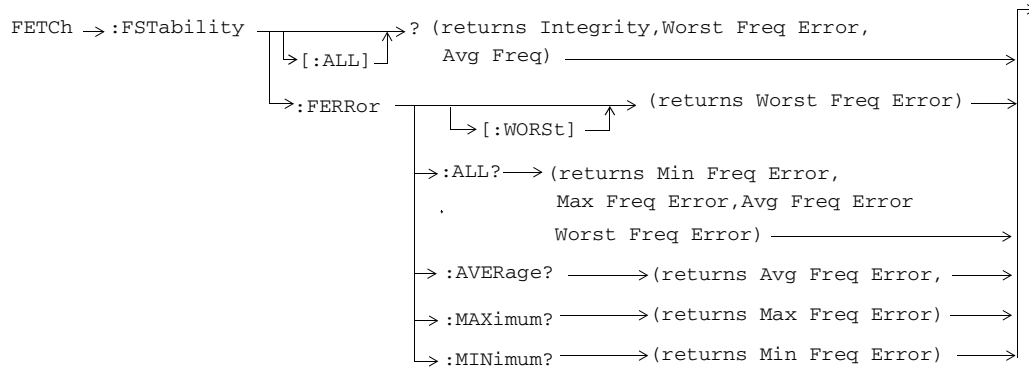 FETCh :FSTability ? (returns Integrity,Worst Freq Error,
[:ALL] Avg Freq)
:FERRor (returns Worst Freq Error)
[:WORSt]
:ALL? (returns Min Freq Error,
Max Freq Error,Avg Freq Error
Worst Freq Error)
:AVERage? (returns Avg Freq Error,
:MAXimum? (returns Max Freq Error)
:MINimum? (returns Min Freq Error)